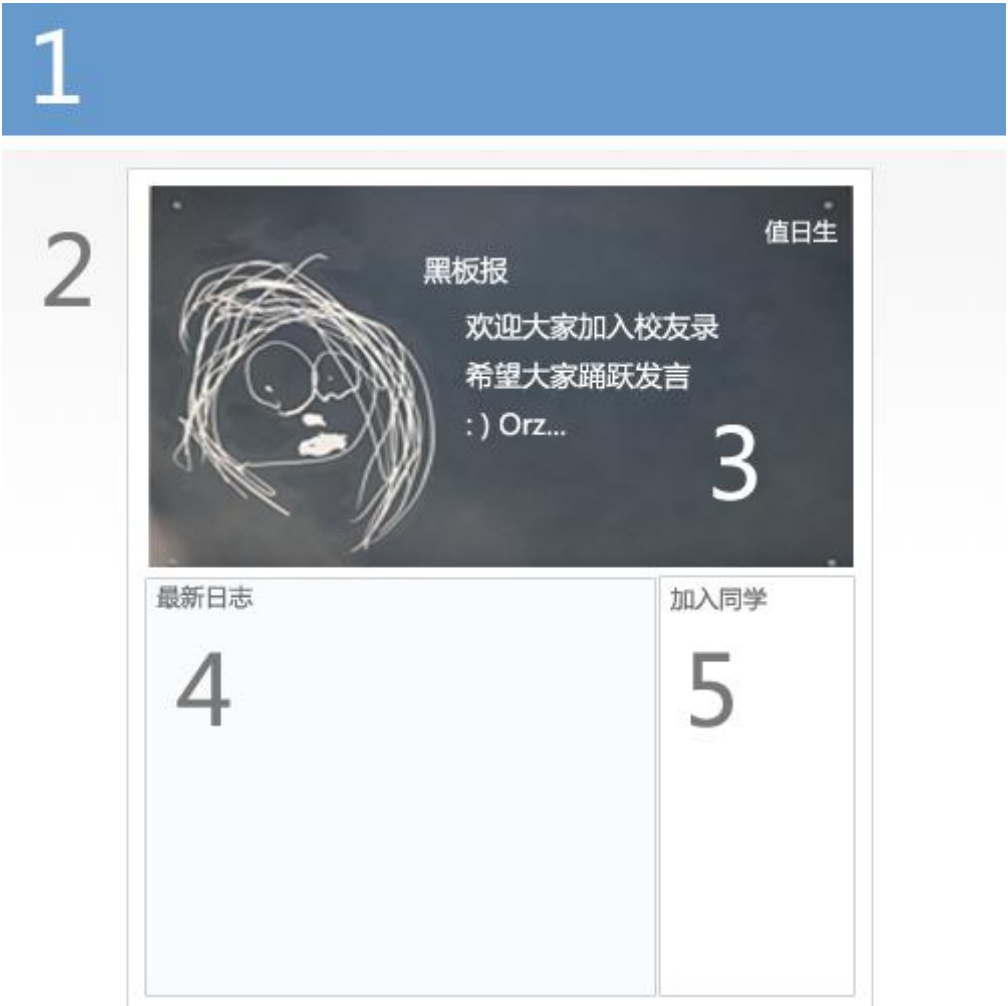 1
2
值日生
黑板报
欢迎大家加入校友录
希望大家踊跃发言
: ) Orz...
3
最新日志
加入同学
4
5